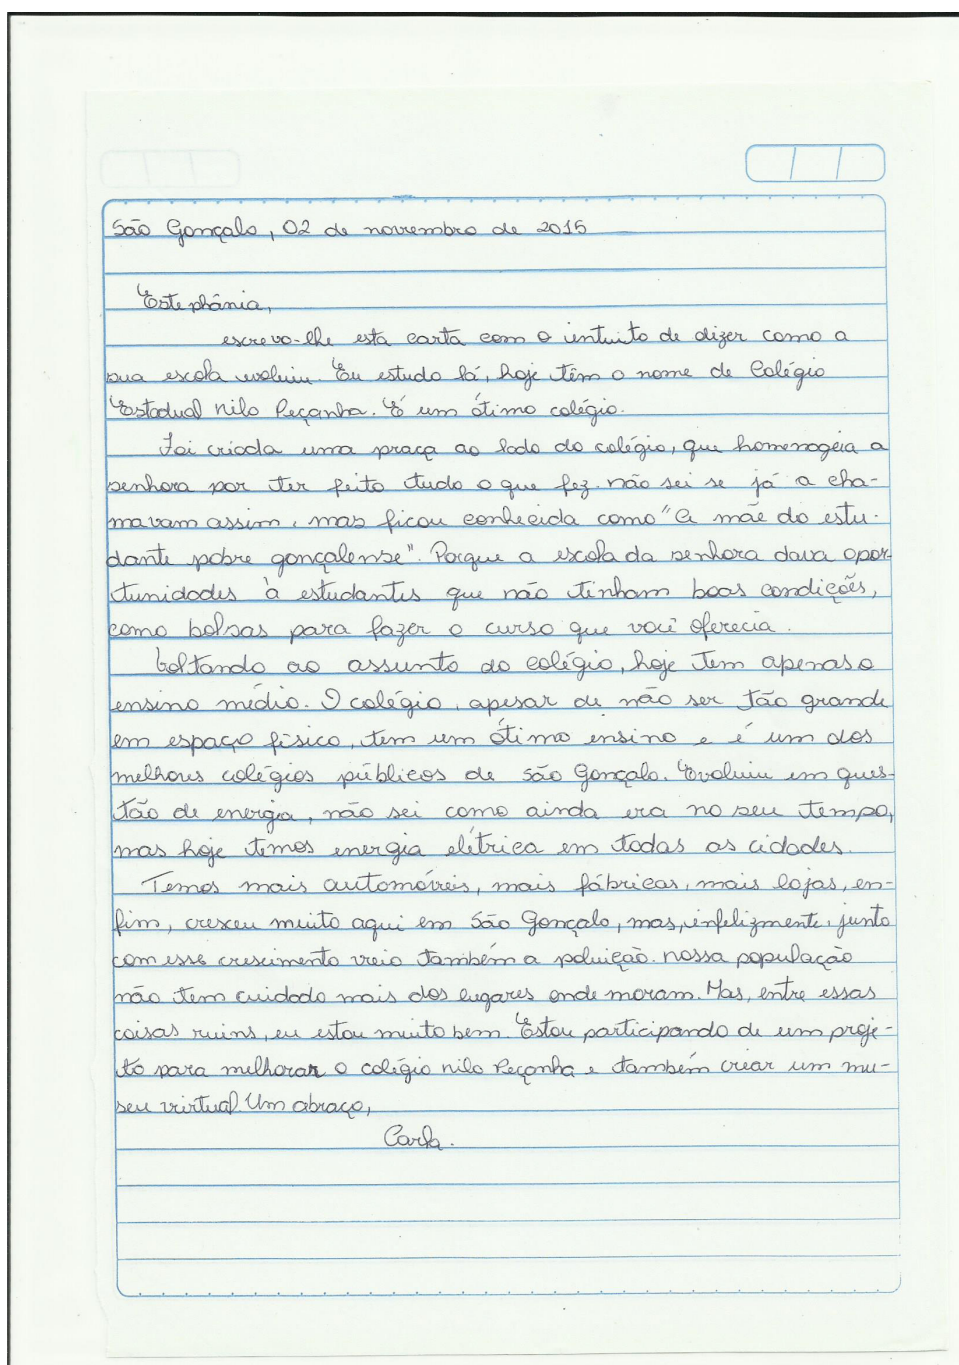 São Gonçalo, 02 de novembro de 2015
Estephânia,
escrevo-lhe esta carta com o intuito de dizer como a
sua escola evoluiu. Eu estudo lá, hoje têm o nome de Colégio
Estadual nilo Peçanha. É um ótimo colégio.
Foi criada uma praça ao lado do colégio, que homenageia a
senhora por ter feito tudo o que fez. não sei se já a cha-
mavam assim, mas ficou conhecida como "A mãe do estu-
dante pobre gonçalense". Porque a escola da senhora dava opor-
tunidades à estudantes que não tinham boas condições,
como bolsas para fazer o curso que você oferecia.
Voltando ao assunto do colégio, hoje tem apenas o
ensino médio. O colégio, apesar de não ser tão grande
em espaço físico, tem um ótimo ensino e é um dos
melhores colégios públicos de São Gonçalo. Evoluiu em ques-
tão de energia, não sei como ainda era no seu tempo,
mas hoje temos energia elétrica em todas as cidades.
Temos mais automóveis, mais fábricas, mais lojas, en-
fim, cresceu muito aqui em São Gonçalo, mas, infelizmente, junto
com esse crescimento veio também a poluição. nossa população
não tem cuidado mais dos lugares onde moram. Mas, entre essas
coisas ruins, eu estou muito bem. Estou participando de um proje-
to para melhorar o colégio nilo Peçanha e também criar um mu-
seu virtual. Um abraço,
Carla.